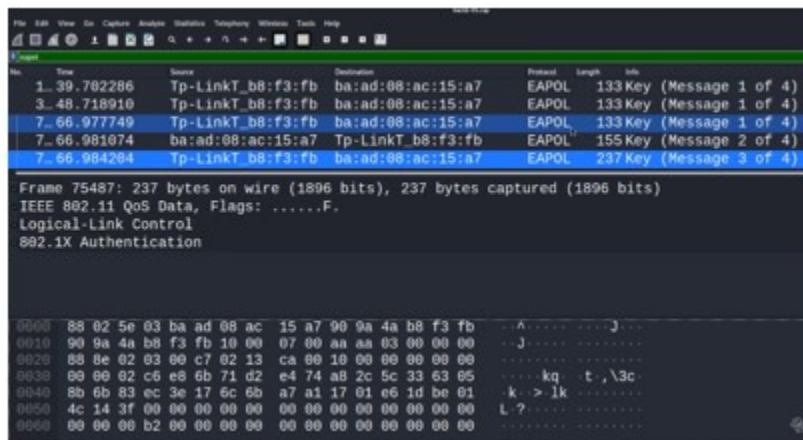 File Edit View Go Capture Analyze Statistics Telephony Wireless Tools Help
eapol
No. Time Source Destination Protocol Length Info
1… 39.702286 Tp-LinkT_b8:f3:fb ba:ad:08:ac:15:a7 EAPOL 133 Key (Message 1 of 4)
3… 48.718910 Tp-LinkT_b8:f3:fb ba:ad:08:ac:15:a7 EAPOL 133 Key (Message 1 of 4)
7… 66.977749 Tp-LinkT_b8:f3:fb ba:ad:08:ac:15:a7 EAPOL 133 Key (Message 1 of 4)
7… 66.981074 ba:ad:08:ac:15:a7 Tp-LinkT_b8:f3:fb EAPOL 155 Key (Message 2 of 4)
7… 66.984204 Tp-LinkT_b8:f3:fb ba:ad:08:ac:15:a7 EAPOL 237 Key (Message 3 of 4)
Frame 75487: 237 bytes on wire (1896 bits), 237 bytes captured (1896 bits)
IEEE 802.11 QoS Data, Flags: ......F.
Logical-Link Control
802.1X Authentication
0000 88 02 5e 03 ba ad 08 ac 15 a7 90 9a 4a b8 f3 fb ··^····· ····J···
0010 90 9a 4a b8 f3 fb 10 00 07 00 aa aa 03 00 00 00 ··J····· ········
0020 88 8e 02 03 00 c7 02 13 ca 00 10 00 00 00 00 00 ········ ········
0030 00 00 02 c6 e8 6b 71 d2 e4 74 a8 2c 5c 33 63 05 ·····kq· ·t·,\3c·
0040 8b 6b 83 ec 3e 17 6c 6b a7 a1 17 01 e6 1d be 01 ·k··>·lk ········
0050 4c 14 3f 00 00 00 00 00 00 00 00 00 00 00 00 00 L·?····· ········
0060 00 00 00 b2 00 00 00 00 00 00 00 00 00 00 00 00 ········ ········